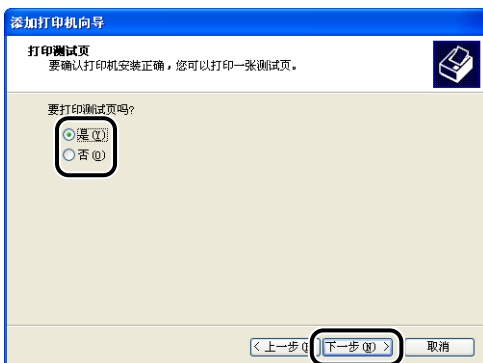 添加打印机向导
打印测试页
要确认打印机安装正确，您可以打印一张测试页。
要打印测试页吗?
是(Y)
否(O)
< 上一步(B) 下一步(N) > 取消